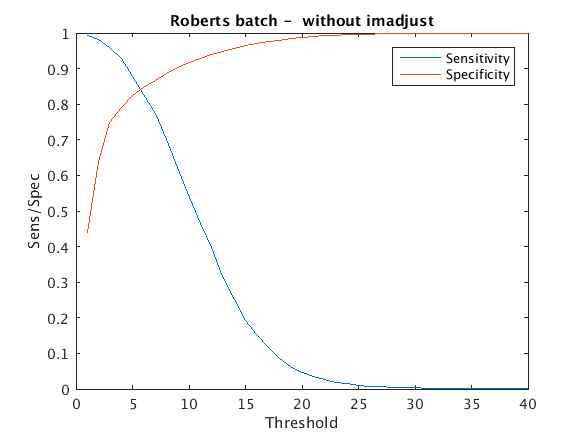 Roberts batch - without imadjust
Sensitivity
Specificity
Sens/Spec
1
0.9
0.8
0.7
0.6
0.5
0.4
0.3
0.2
0.1
0
0 5 10 15 20 25 30 35 40
Threshold